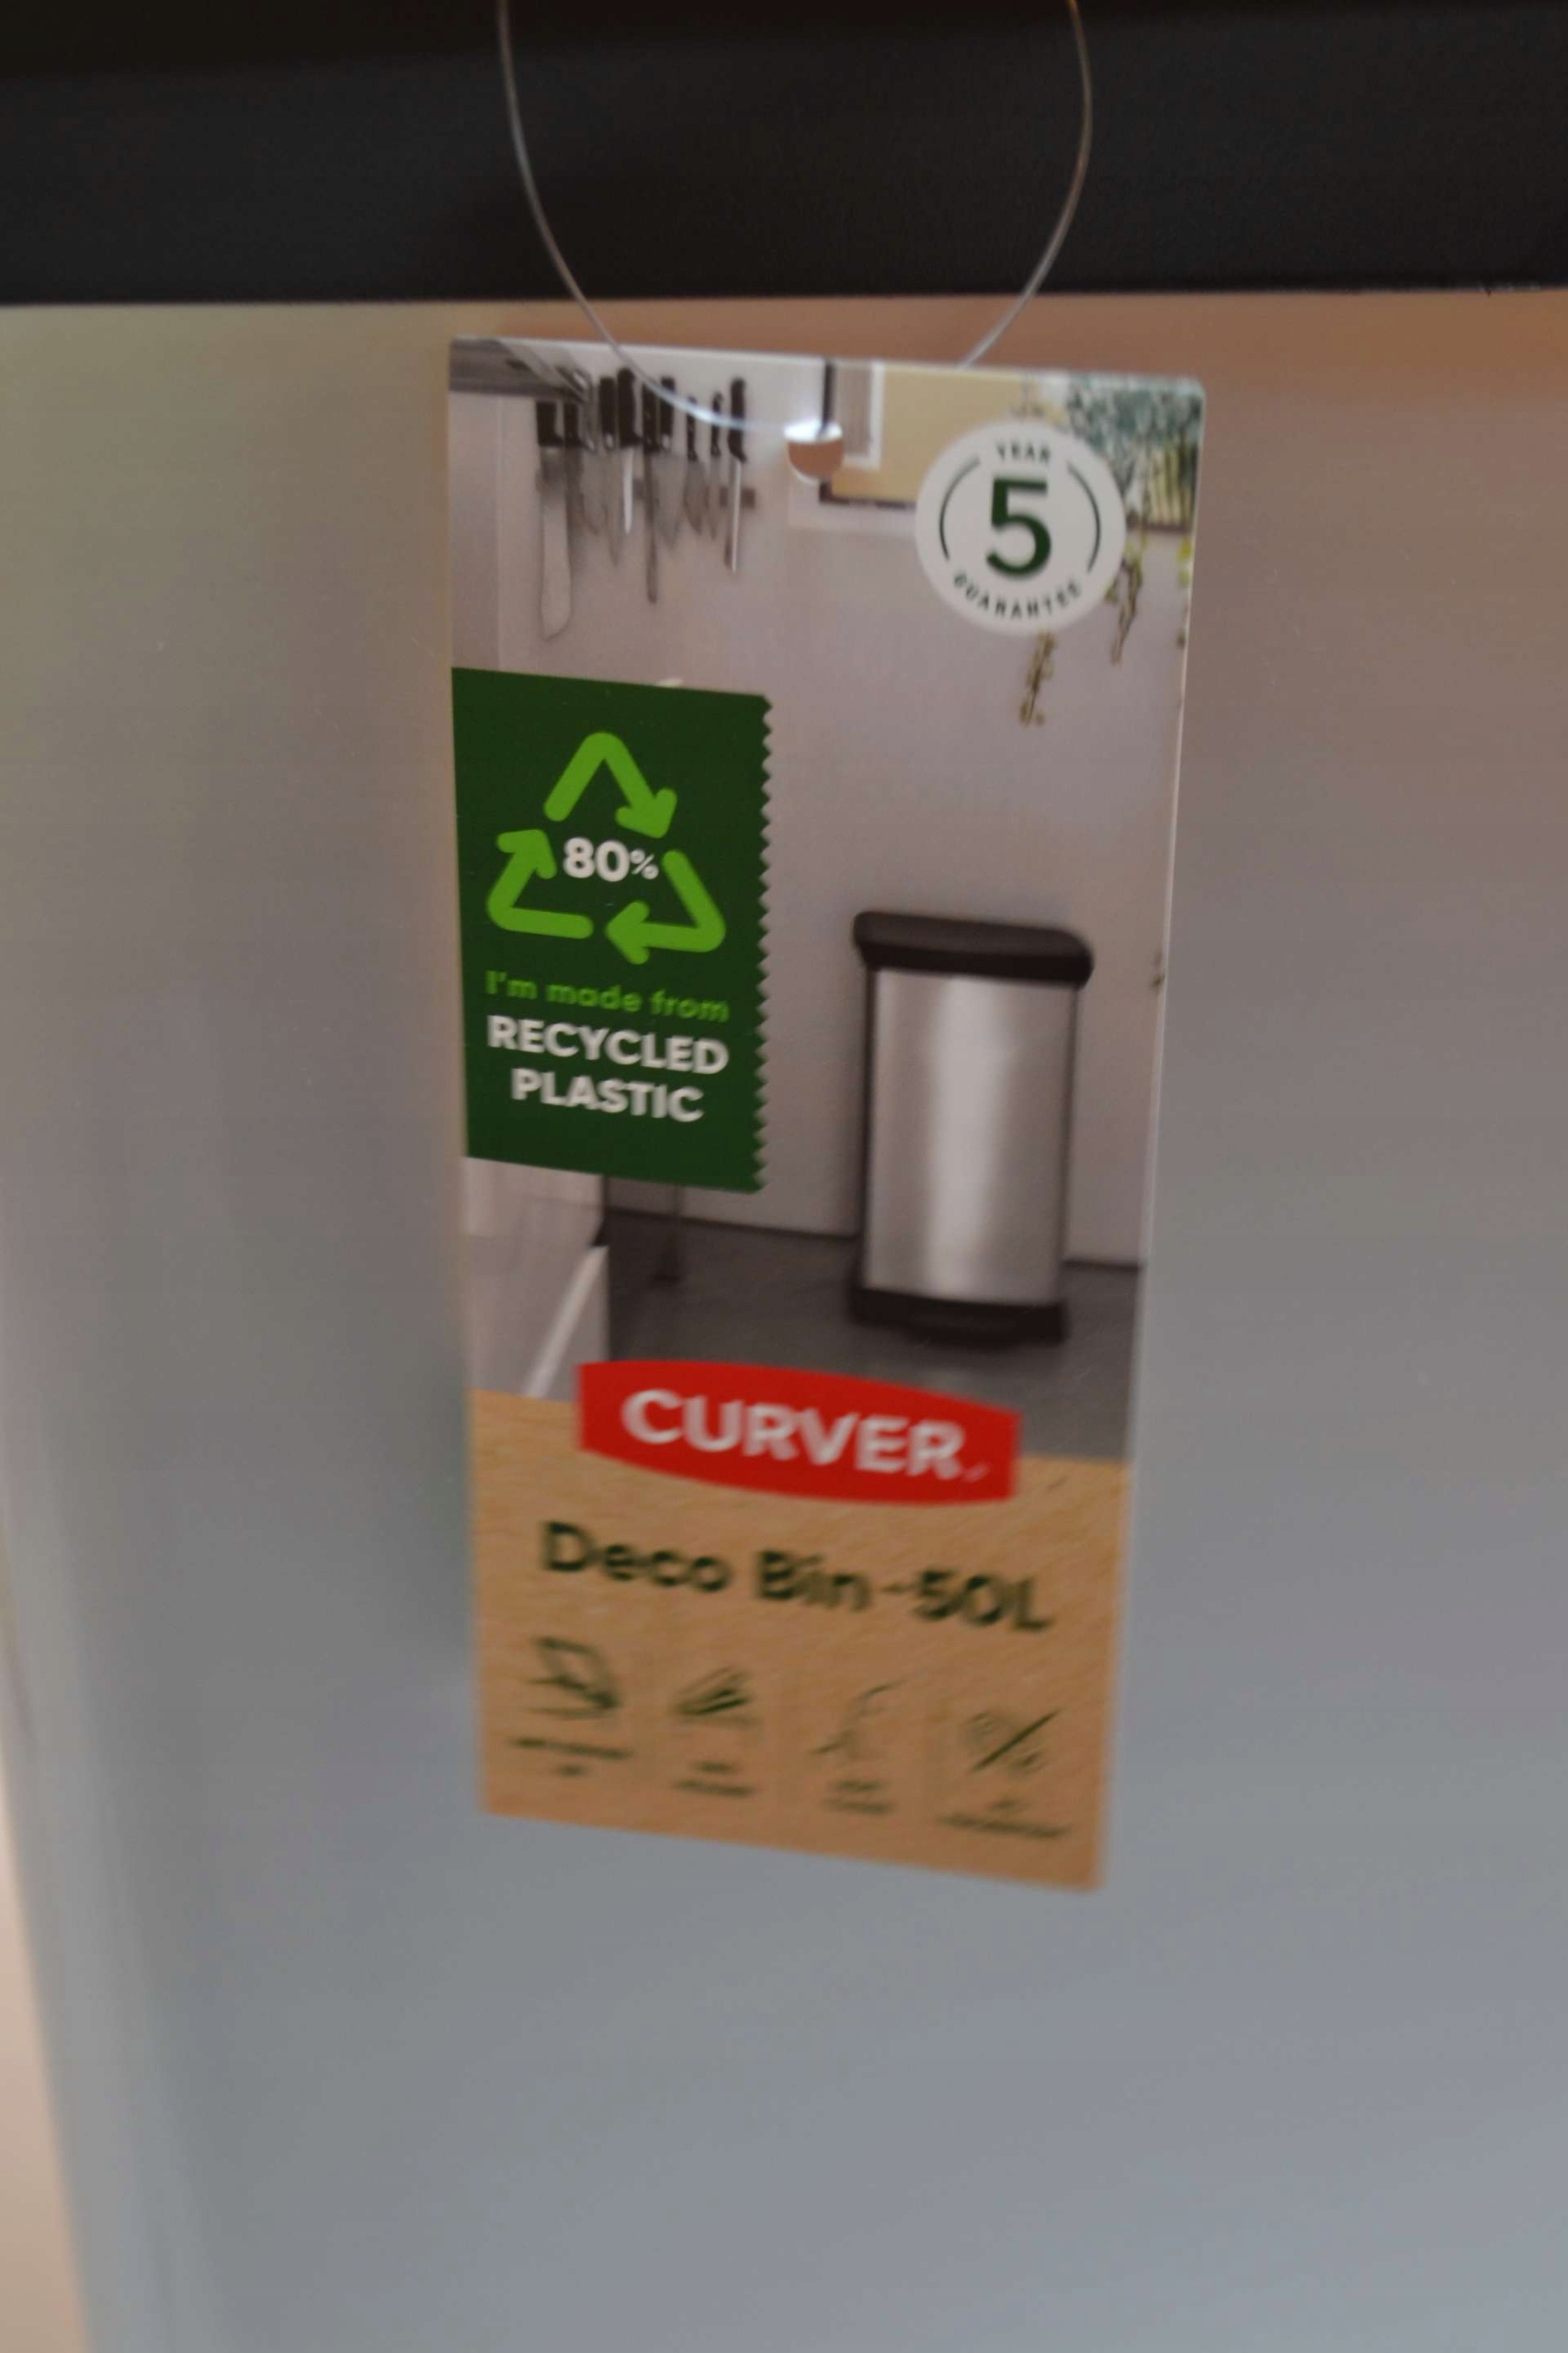 YEAR
5
GUARANTEE
80%
I'm made from
RECYCLED
PLASTIC
CURVER
Deco Bin - 50L